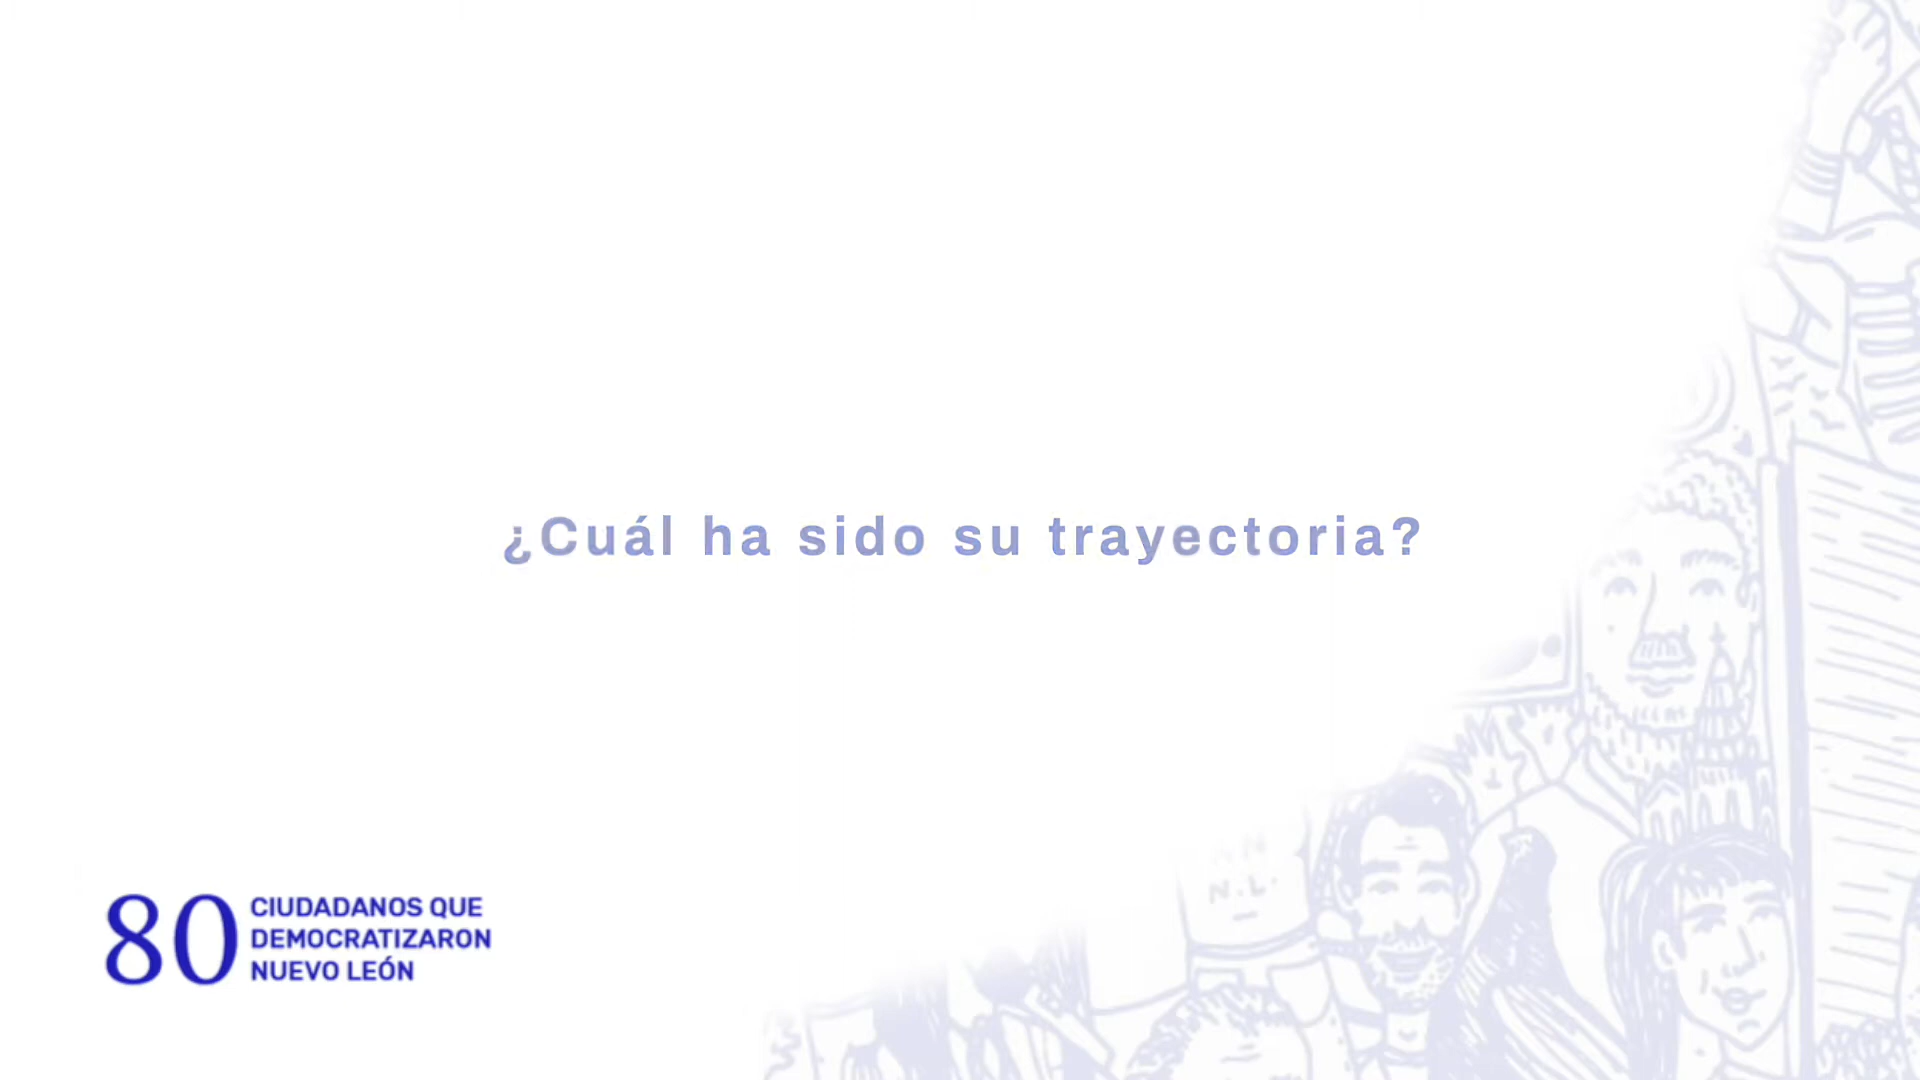 ¿Cuál ha sido su trayectoria?
N.L.
80 CIUDADANOS QUE
DEMOCRATIZARON
NUEVO LEÓN